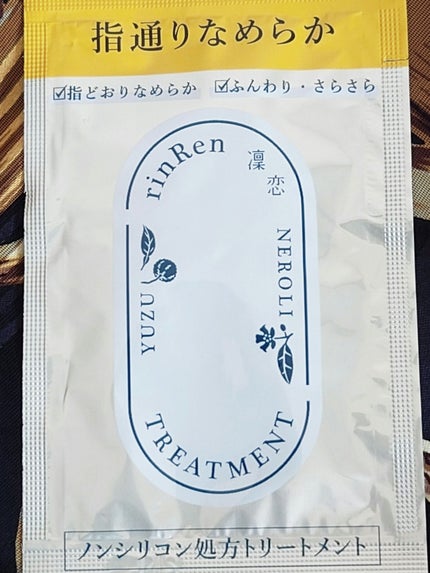 指通りなめらか
☑指どおりなめらか ☑ふんわり・さらさら
rinRen
凜恋
YUZU
NEROLI
TREATMENT
ノンシリコン処方トリートメント